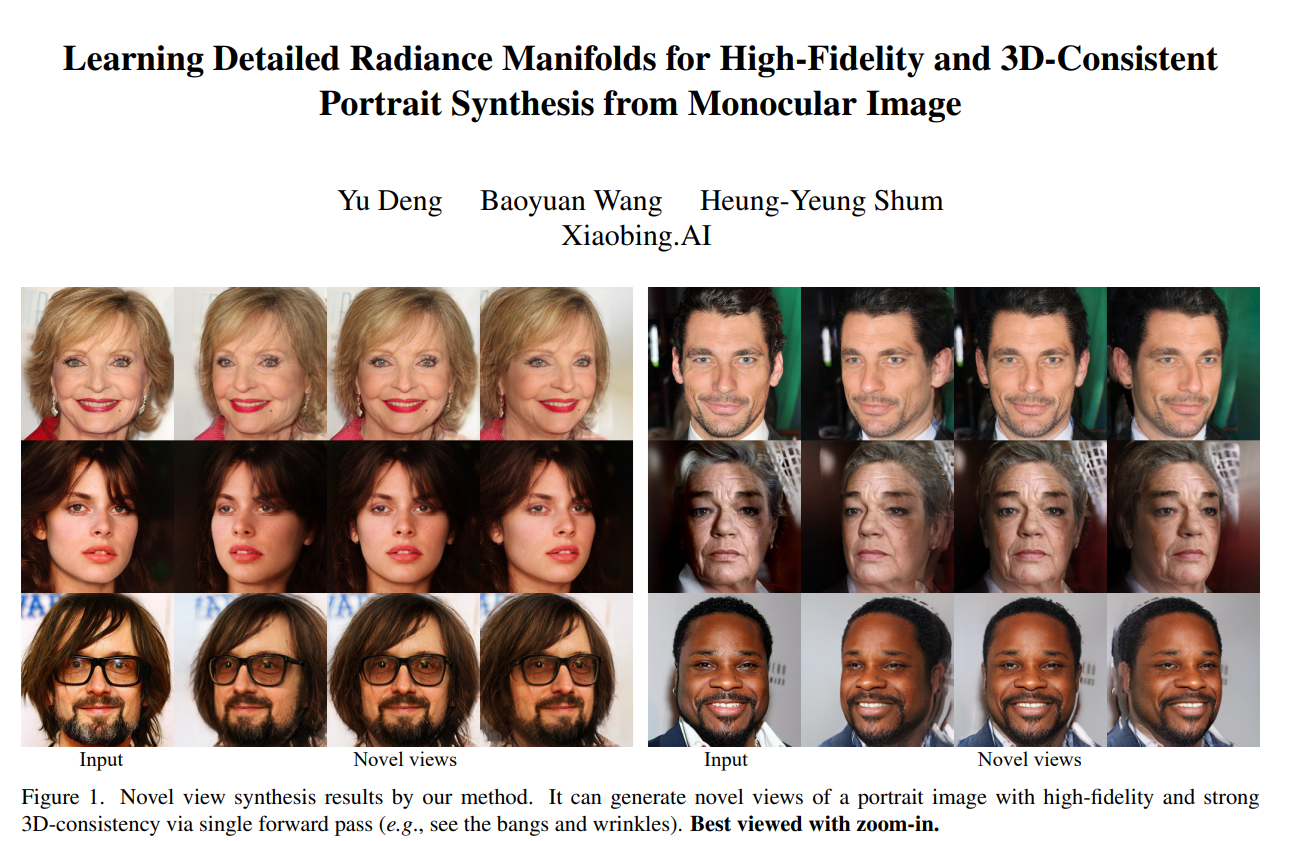 Learning Detailed Radiance Manifolds for High-Fidelity and 3D-Consistent
Portrait Synthesis from Monocular Image
Yu Deng Baoyuan Wang Heung-Yeung Shum
Xiaobing.AI
Input Novel views Input Novel views
Figure 1. Novel view synthesis results by our method. It can generate novel views of a portrait image with high-fidelity and strong
3D-consistency via single forward pass (e.g., see the bangs and wrinkles). Best viewed with zoom-in.